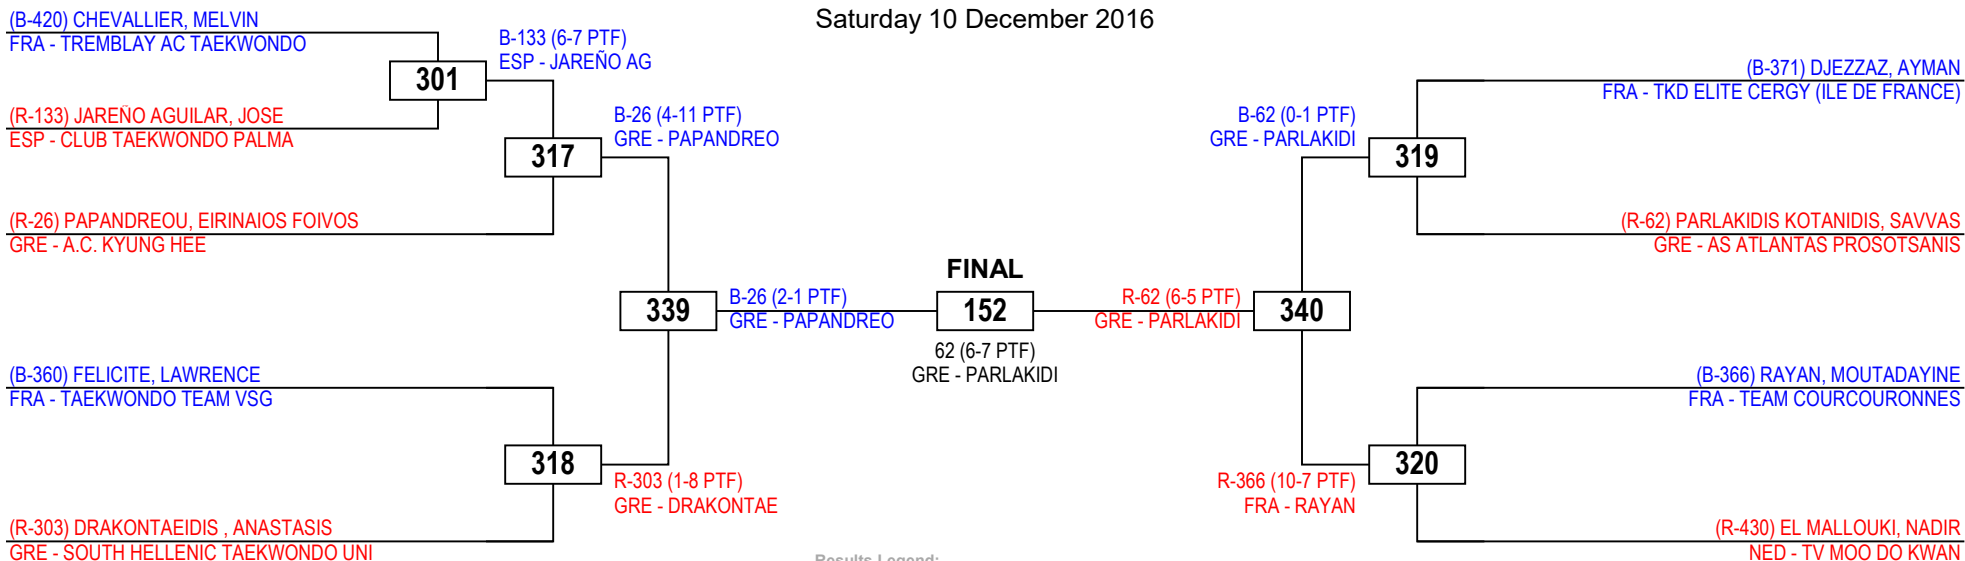 Saturday 10 December 2016
(B-420) CHEVALLIER, MELVIN
FRA - TREMBLAY AC TAEKWONDO
301
(R-133) JAREÑO AGUILAR, JOSE
ESP - CLUB TAEKWONDO PALMA
B-133 (6-7 PTF)
ESP - JAREÑO AG
317
(R-26) PAPANDREOU, EIRINAIOS FOIVOS
GRE - A.C. KYUNG HEE
B-26 (4-11 PTF)
GRE - PAPANDREO
339
(B-360) FELICITE, LAWRENCE
FRA - TAEKWONDO TEAM VSG
318
(R-303) DRAKONTAEIDIS , ANASTASIS
GRE - SOUTH HELLENIC TAEKWONDO UNI
R-303 (1-8 PTF)
GRE - DRAKONTAE
B-26 (2-1 PTF)
GRE - PAPANDREO
FINAL
152
62 (6-7 PTF)
GRE - PARLAKIDI
R-62 (6-5 PTF)
GRE - PARLAKIDI
340
B-62 (0-1 PTF)
GRE - PARLAKIDI
319
(B-371) DJEZZAZ, AYMAN
FRA - TKD ELITE CERGY (ILE DE FRANCE)
(R-62) PARLAKIDIS KOTANIDIS, SAVVAS
GRE - AS ATLANTAS PROSOTSANIS
R-366 (10-7 PTF)
FRA - RAYAN
320
(B-366) RAYAN, MOUTADAYINE
FRA - TEAM COURCOURONNES
(R-430) EL MALLOUKI, NADIR
NED - TV MOO DO KWAN
Results Legend: